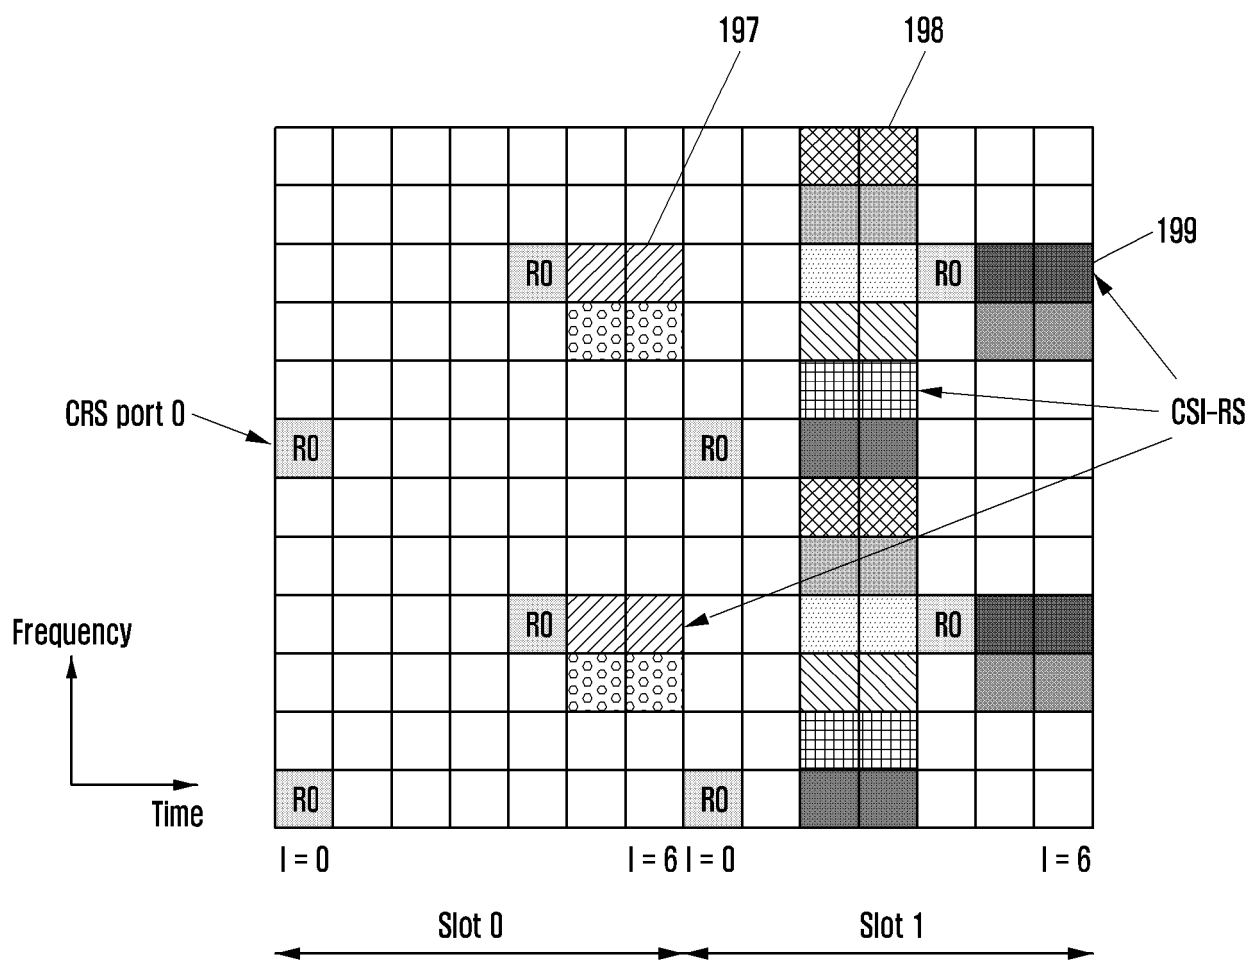 197 198
199
R0 R0
CRS port 0 CSI-RS
R0 R0
R0 R0
Frequency
R0 R0
Time
l = 0 l = 6 l = 0 l = 6
Slot 0 Slot 1